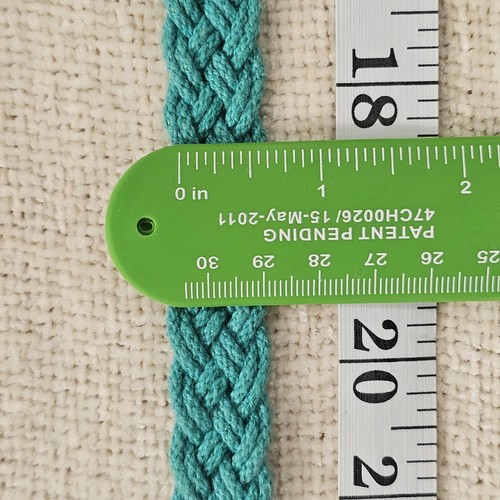 18
0 in 1 2
47CH0026/15-May-2011
PATENT PENDING
30 29 28 27 26 25
20
2